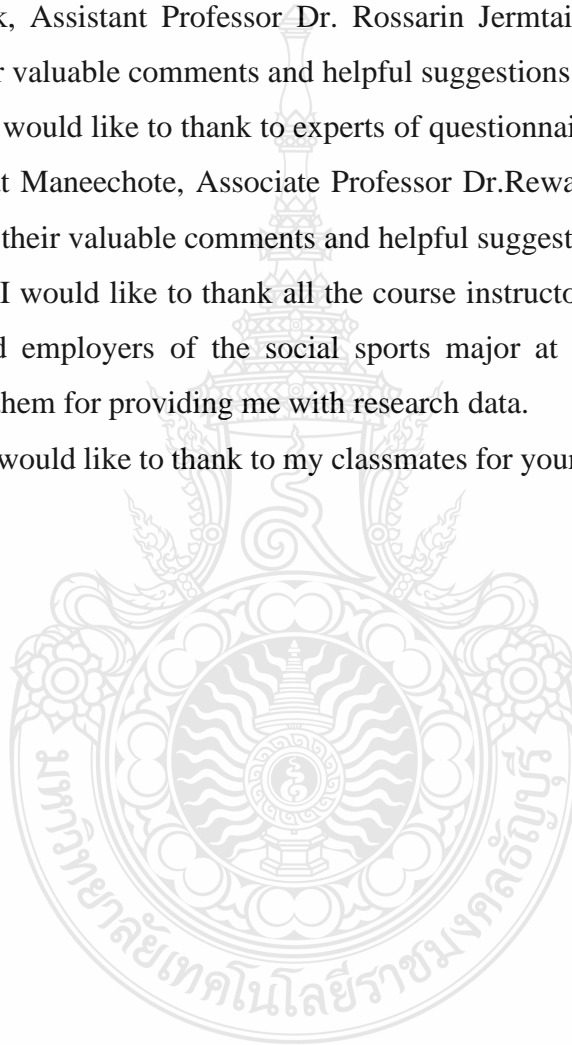 k, Assistant Professor Dr. Rossarin Jermtai
r valuable comments and helpful suggestions
would like to thank to experts of questionnai
at Maneechote, Associate Professor Dr.Rewa
their valuable comments and helpful suggest
I would like to thank all the course instructo
d employers of the social sports major at
them for providing me with research data.
would like to thank to my classmates for your
มหาวิทยาลัยเทคโนโลยีราชมงคลธัญบุรี